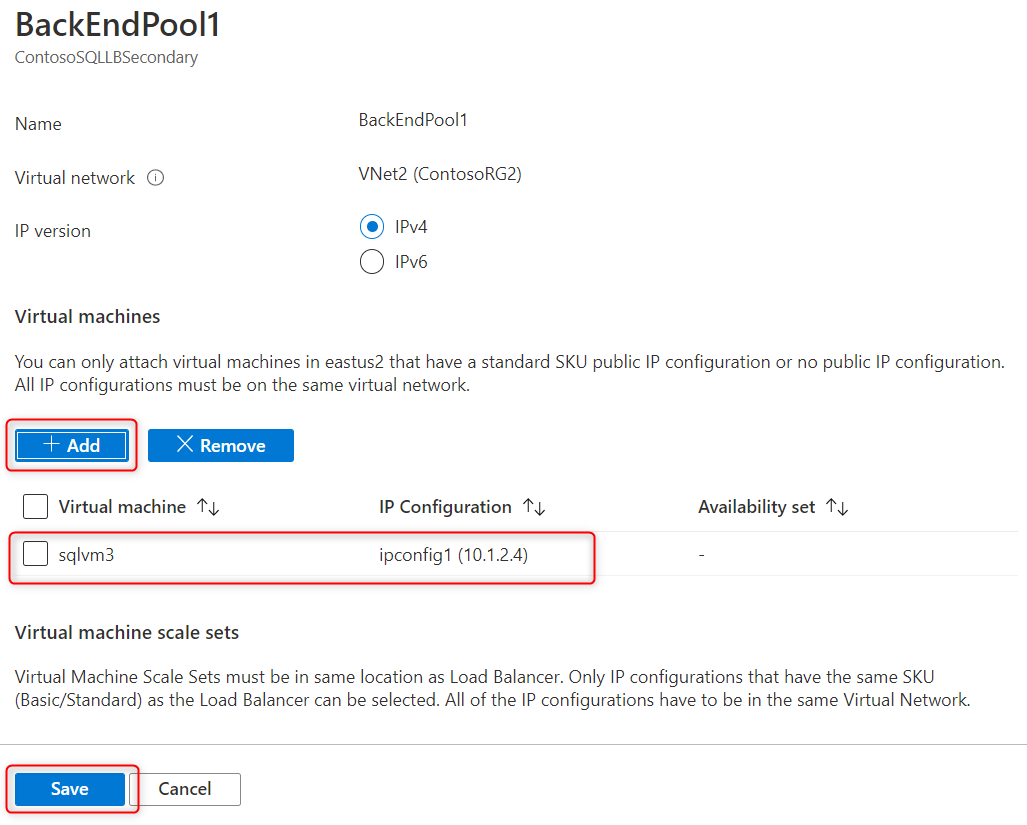 BackEndPool1
ContosoSQLLBSecondary
Name BackEndPool1
Virtual network VNet2 (ContosoRG2)
IP version IPv4
IPv6
Virtual machines
You can only attach virtual machines in eastus2 that have a standard SKU public IP configuration or no public IP configuration.
All IP configurations must be on the same virtual network.
+ Add Remove
Virtual machine ↑↓ IP Configuration ↑↓ Availability set ↑↓
sqlvm3 ipconfig1 (10.1.2.4) -
Virtual machine scale sets
Virtual Machine Scale Sets must be in same location as Load Balancer. Only IP configurations that have the same SKU
(Basic/Standard) as the Load Balancer can be selected. All of the IP configurations have to be in the same Virtual Network.
Save Cancel